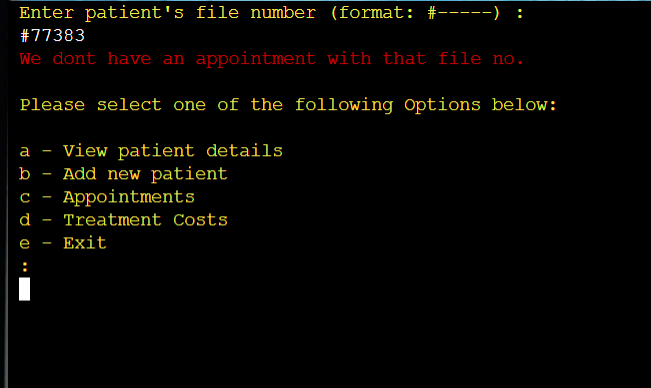 Enter patient's file number (format: #-----) :
#77383
We dont have an appointment with that file no.
Please select one of the following Options below:
a - View patient details
b - Add new patient
c - Appointments
d - Treatment Costs
e - Exit
: